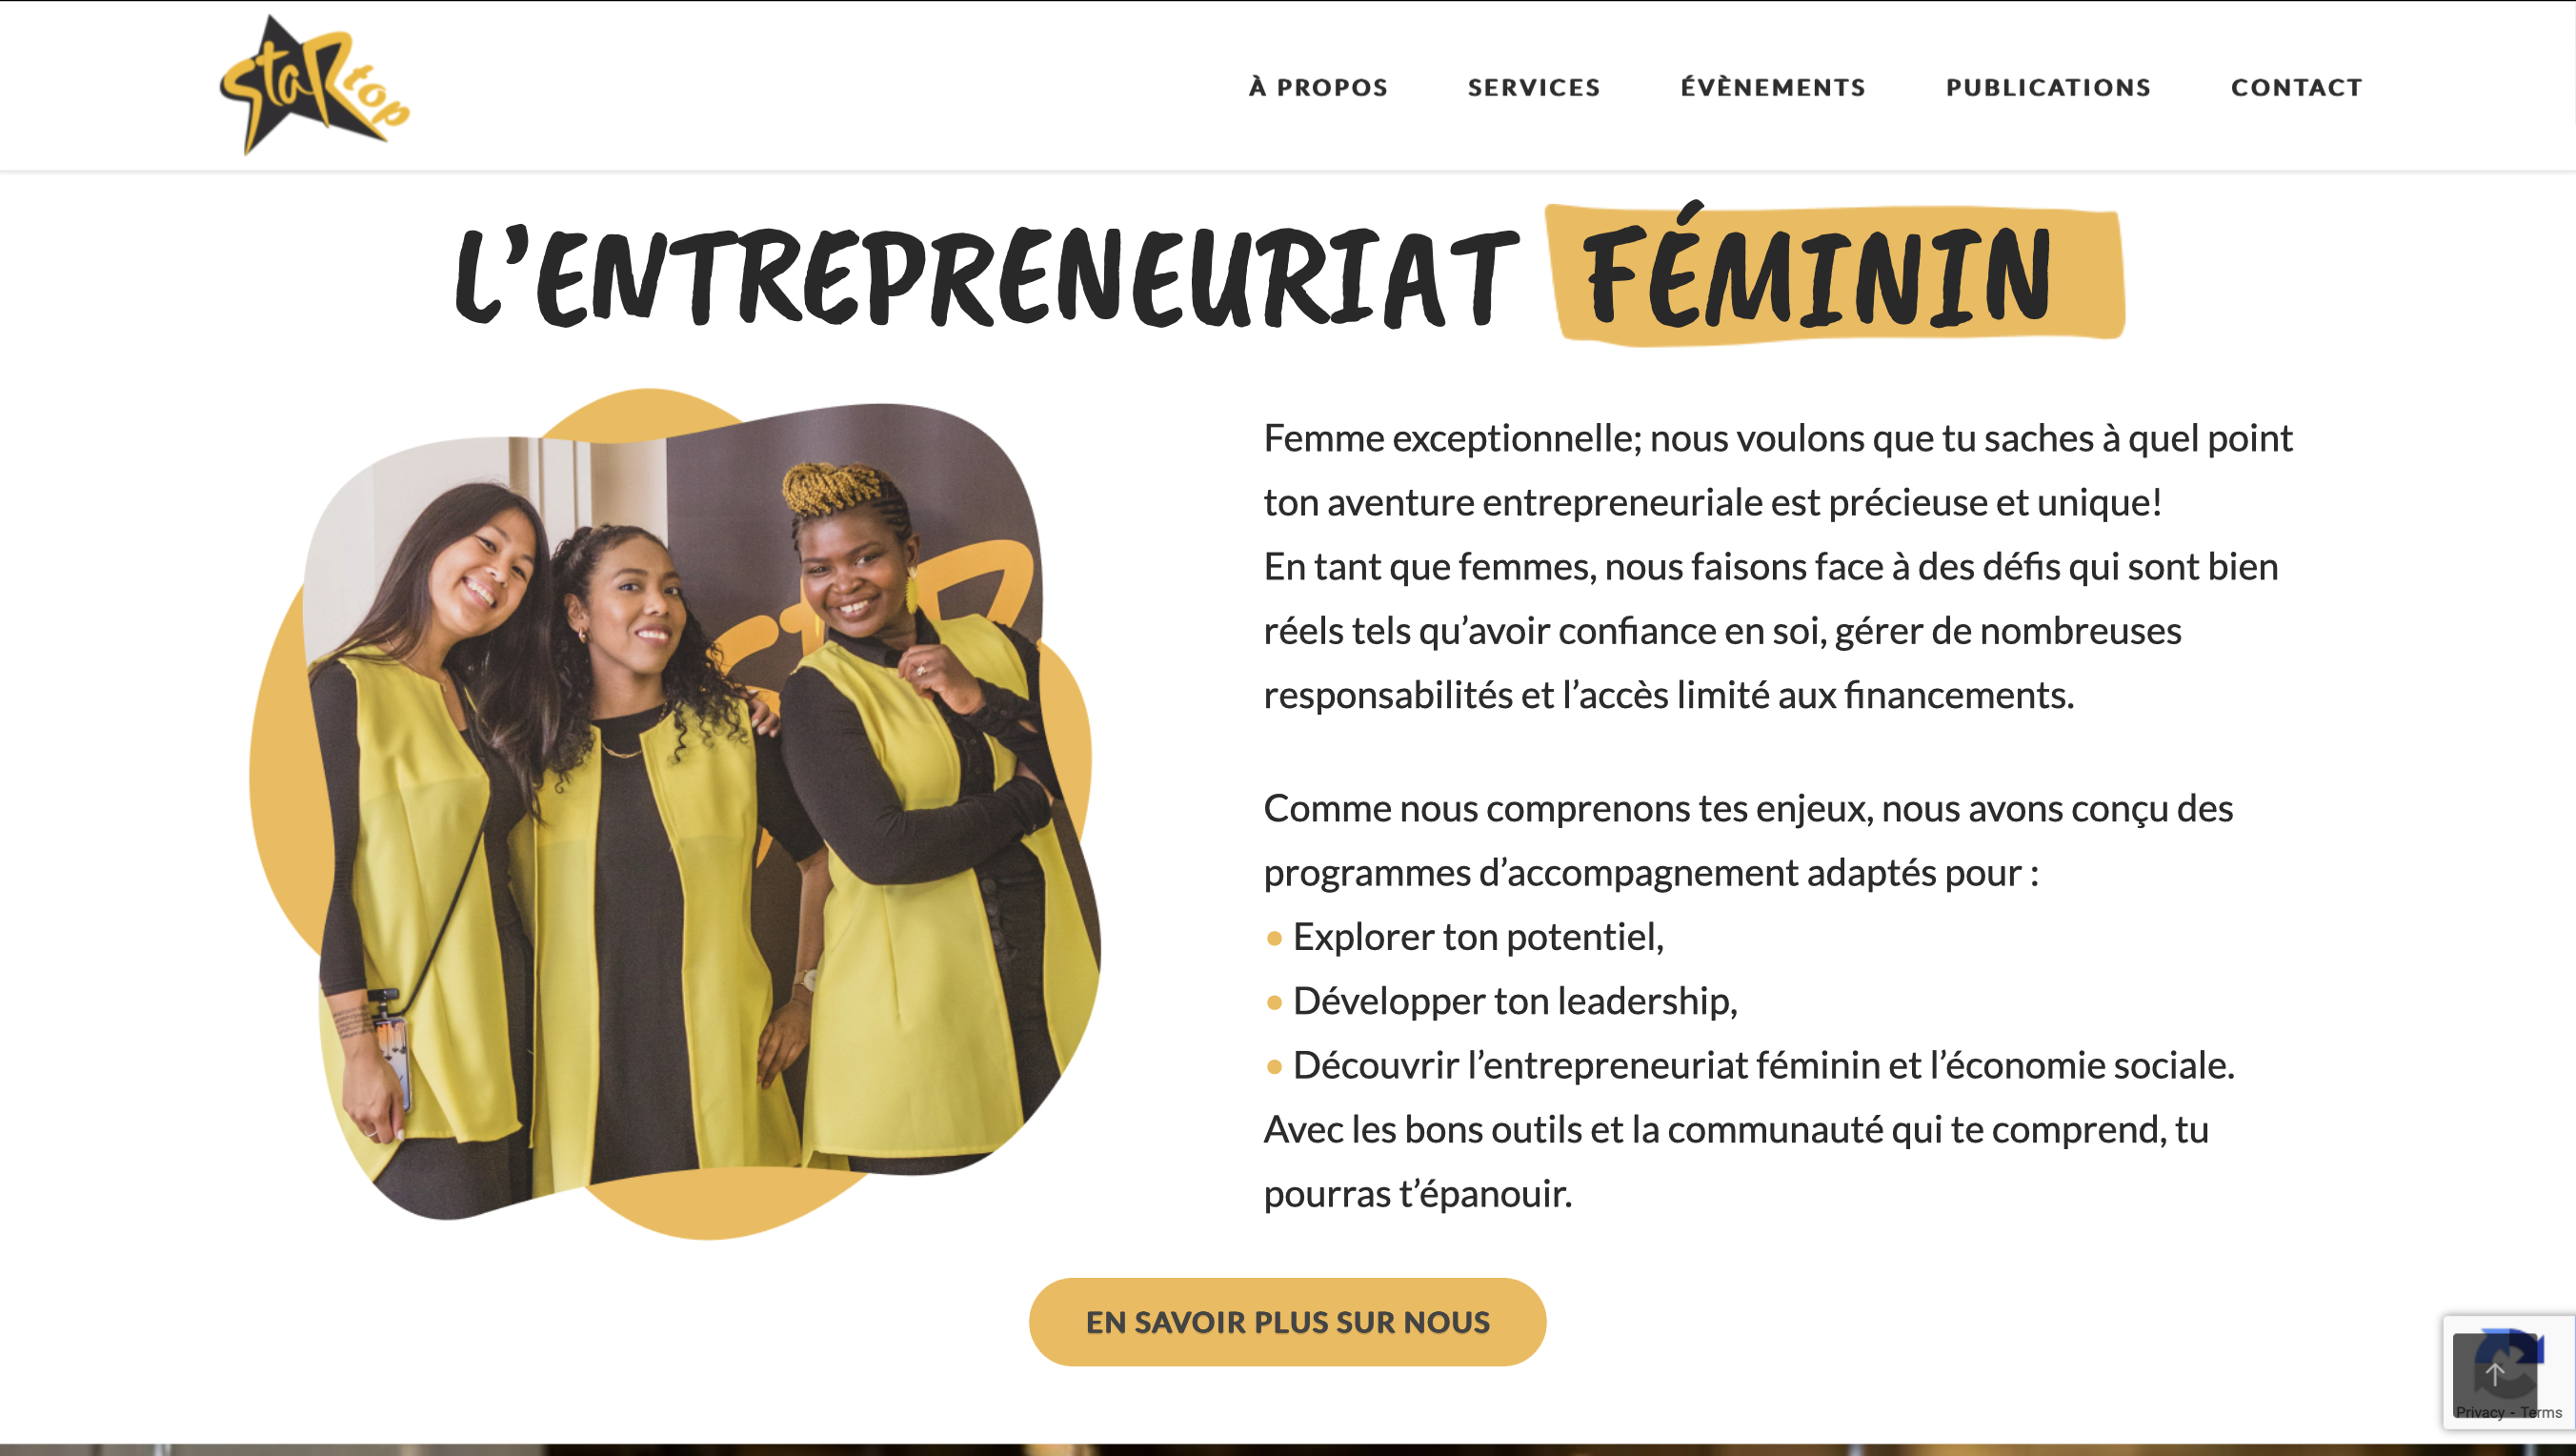 staR top
À PROPOS
SERVICES
ÉVÈNEMENTS
PUBLICATIONS
CONTACT
L’ENTREPRENEURIAT FÉMININ
Femme exceptionnelle; nous voulons que tu saches à quel point
ton aventure entrepreneuriale est précieuse et unique!
En tant que femmes, nous faisons face à des défis qui sont bien
réels tels qu’avoir confiance en soi, gérer de nombreuses
responsabilités et l’accès limité aux financements.
Comme nous comprenons tes enjeux, nous avons conçu des
programmes d’accompagnement adaptés pour :
• Explorer ton potentiel,
• Développer ton leadership,
• Découvrir l’entrepreneuriat féminin et l’économie sociale.
Avec les bons outils et la communauté qui te comprend, tu
pourras t’épanouir.
EN SAVOIR PLUS SUR NOUS
Privacy - Terms